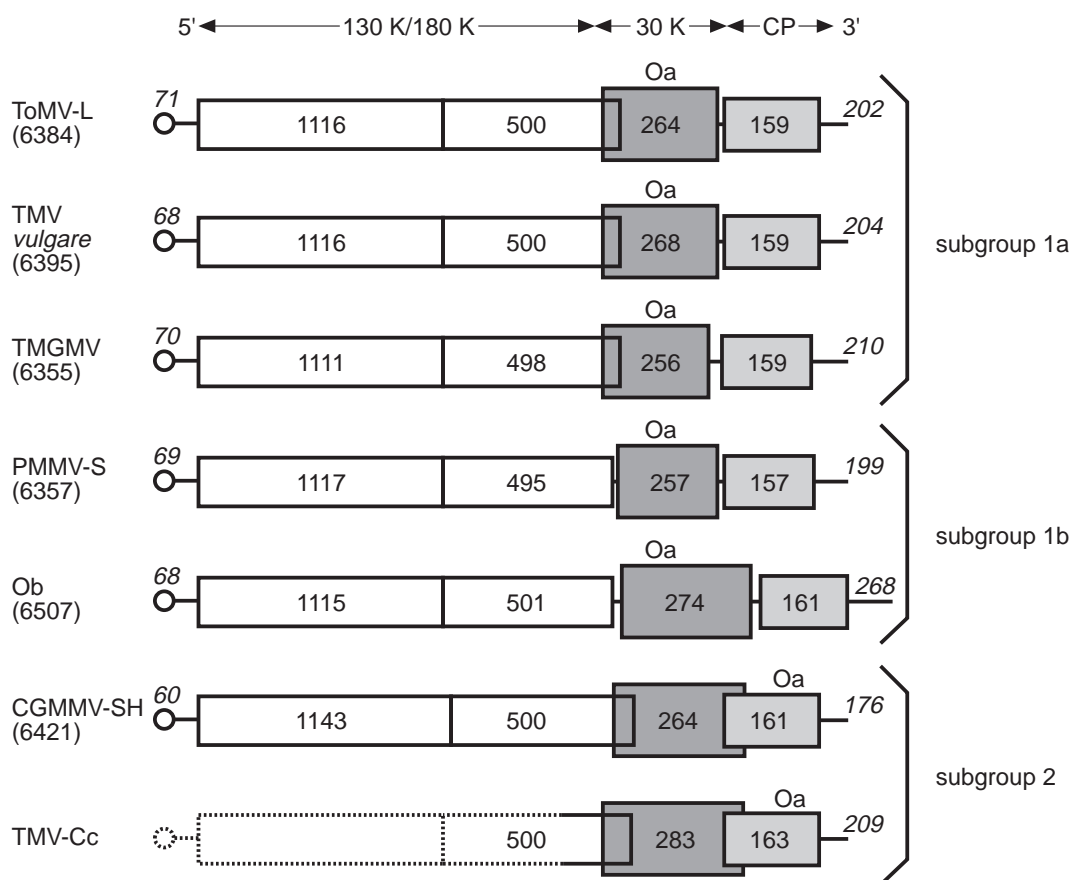 5' 130 K/180 K 30 K CP 3'
Oa
ToMV-L
(6384)
71 1116 500 264 159 202
Oa
TMV
vulgare
(6395)
68 1116 500 268 159 204
subgroup 1a
Oa
TMGMV
(6355)
70 1111 498 256 159 210
Oa
PMMV-S
(6357)
69 1117 495 257 157 199
subgroup 1b
Oa
Ob
(6507)
68 1115 501 274 161 268
Oa
CGMMV-SH
(6421)
60 1143 500 264 161 176
subgroup 2
Oa
TMV-Cc 500 283 163 209